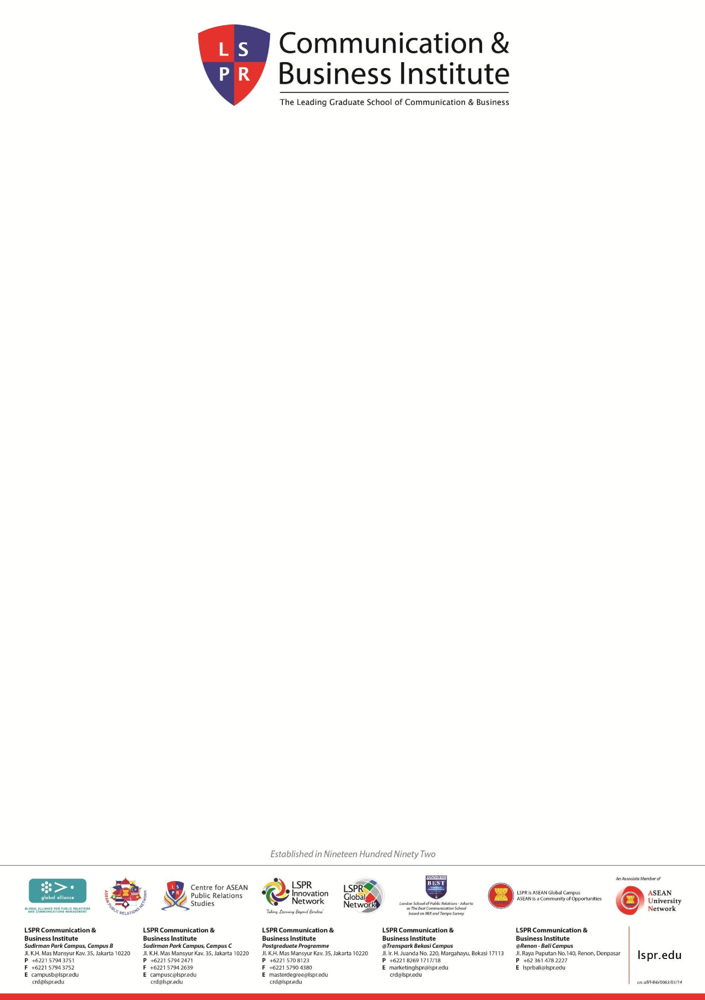 L S
P R
Communication &
Business Institute
The Leading Graduate School of Communication & Business
Established in Nineteen Hundred Ninety Two
global alliance
GLOBAL ALLIANCE FOR PUBLIC RELATIONS
AND COMMUNICATIONS MANAGEMENT
ASEAN PUBLIC RELATIONS NETWORK
L S
P R
Centre for ASEAN
Public Relations
Studies
LSPR
Innovation
Network
"Taking Learning Beyond Borders"
LSPR
Global
Network
INDONESIA
BEST
London School of Public Relations - Jakarta
as The Best Communication School
based on MIX and Tempo Survey
LSPR is ASEAN Global Campus
ASEAN is a Community of Opportunities
An Associate Member of
ASEAN
University
Network
LSPR Communication &
Business Institute
Sudirman Park Campus, Campus B
Jl. K.H. Mas Mansyur Kav. 35, Jakarta 10220
P +6221 5794 3751
F +6221 5794 3752
E campusb@lspr.edu
crd@lspr.edu
LSPR Communication &
Business Institute
Sudirman Park Campus, Campus C
Jl. K.H. Mas Mansyur Kav. 35, Jakarta 10220
P +6221 5794 2471
F +6221 5794 2639
E campusc@lspr.edu
crd@lspr.edu
LSPR Communication &
Business Institute
Postgraduate Programme
Jl. K.H. Mas Mansyur Kav. 35, Jakarta 10220
P +6221 570 8123
F +6221 5790 4380
E masterdegree@lspr.edu
crd@lspr.edu
LSPR Communication &
Business Institute
@Transpark Bekasi Campus
Jl. Ir. H. Juanda No. 220, Margahayu, Bekasi 17113
P +6221 8269 1717/18
E marketinglspr@lspr.edu
crd@lspr.edu
LSPR Communication &
Business Institute
@Renon - Bali Campus
Jl. Raya Puputan No.140, Renon, Denpasar
P +62 361 478 2227
E lsprbali@lspr.edu
lspr.edu
cn: all/l-lhb/0063/01/14